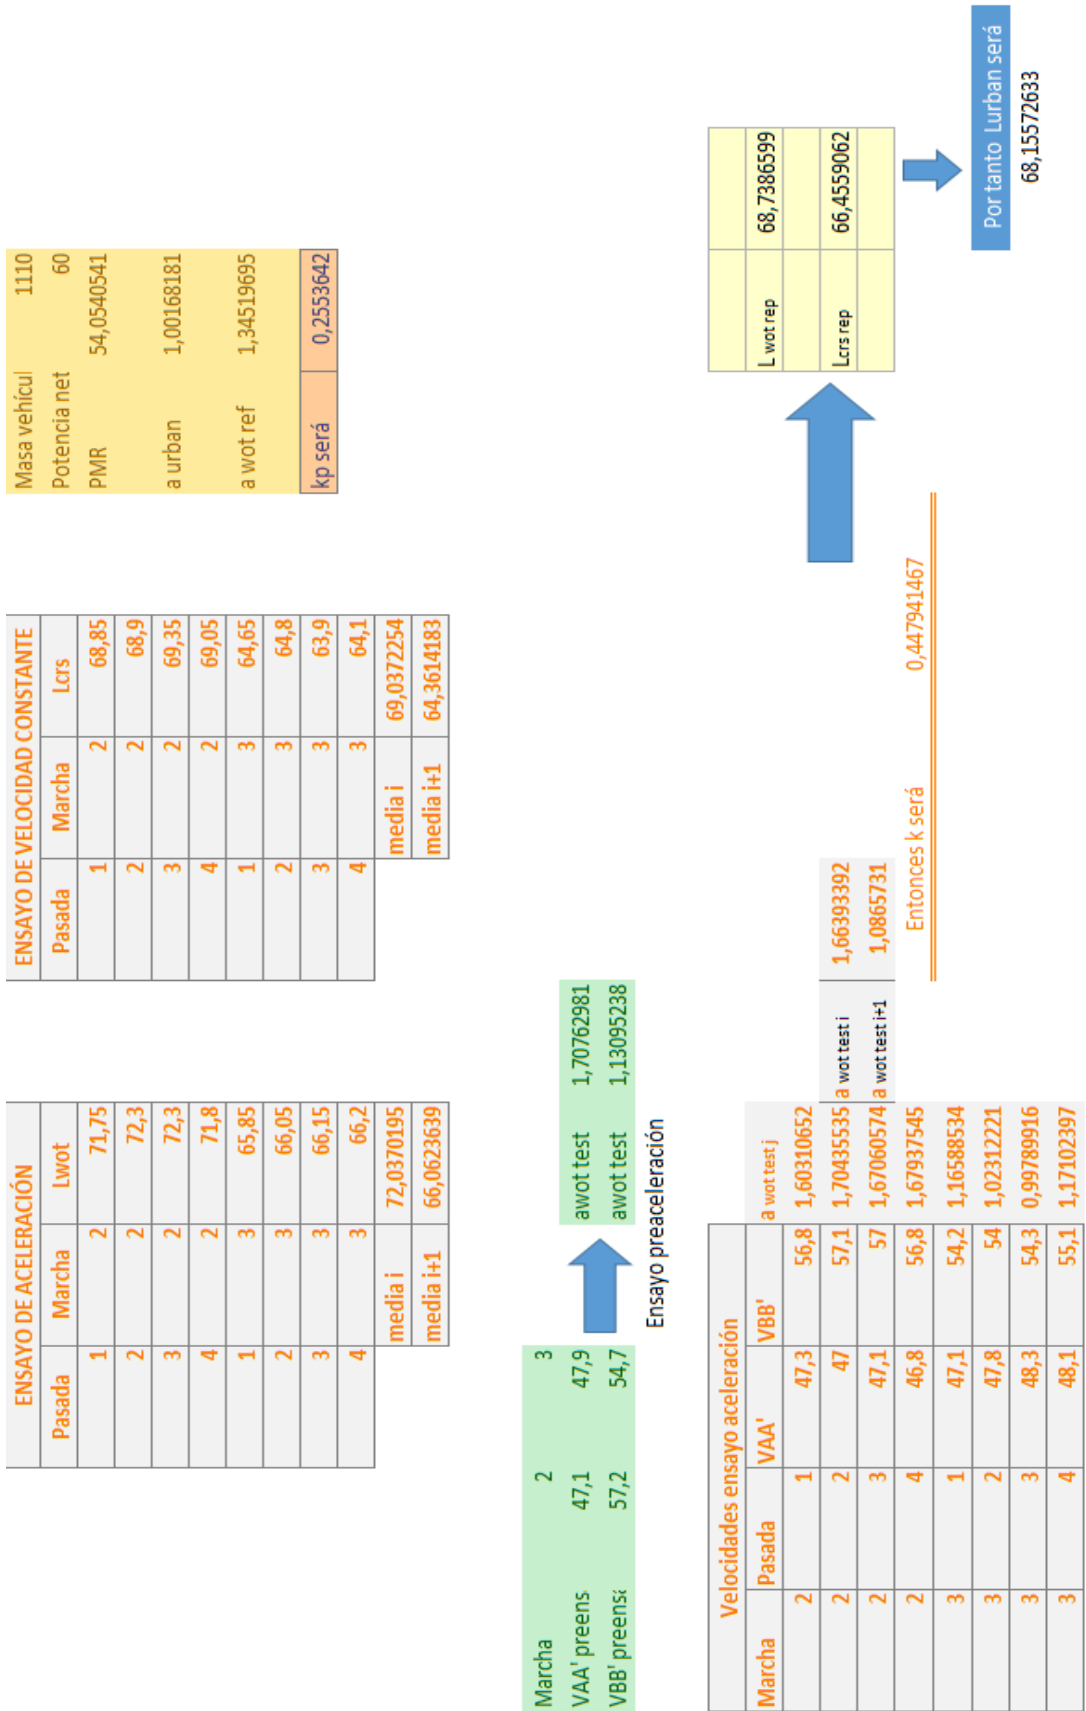 ENSAYO DE ACELERACIÓN
Pasada Marcha Lwot
1 2 71,75
2 2 72,3
3 2 72,3
4 2 71,8
1 3 65,85
2 3 66,05
3 3 66,15
4 3 66,2
media i 72,0370195
media i+1 66,0623639
ENSAYO DE VELOCIDAD CONSTANTE
Pasada Marcha Lcrs
1 2 68,85
2 2 68,9
3 2 69,35
4 2 69,05
1 3 64,65
2 3 64,8
3 3 63,9
4 3 64,1
media i 69,0372254
media i+1 64,3614183
Masa vehícul 1110
Potencia net 60
PMR 54,0540541
a urban 1,00168181
a wot ref 1,34519695
kp será 0,2553642
Marcha 2 3
VAA' preens 47,1 47,9
VBB' preense 57,2 54,7
awot test 1,70762981
awot test 1,13095238
Ensayo preaceleración
Velocidades ensayo aceleración
Marcha Pasada VAA' VBB' a wot test j
2 1 47,3 56,8 1,60310652
2 2 47 57,1 1,70435535
2 3 47,1 57 1,67060574
2 4 46,8 56,8 1,67937545
3 1 47,1 54,2 1,16588534
3 2 47,8 54 1,02312221
3 3 48,3 54,3 0,99789916
3 4 48,1 55,1 1,17102397
a wot test i 1,66393392
a wot test i+1 1,0865731
Entonces k será 0,447941467
L wot rep 68,7386599
Lcrs rep 66,4559062
Por tanto Lurban será
68,15572633